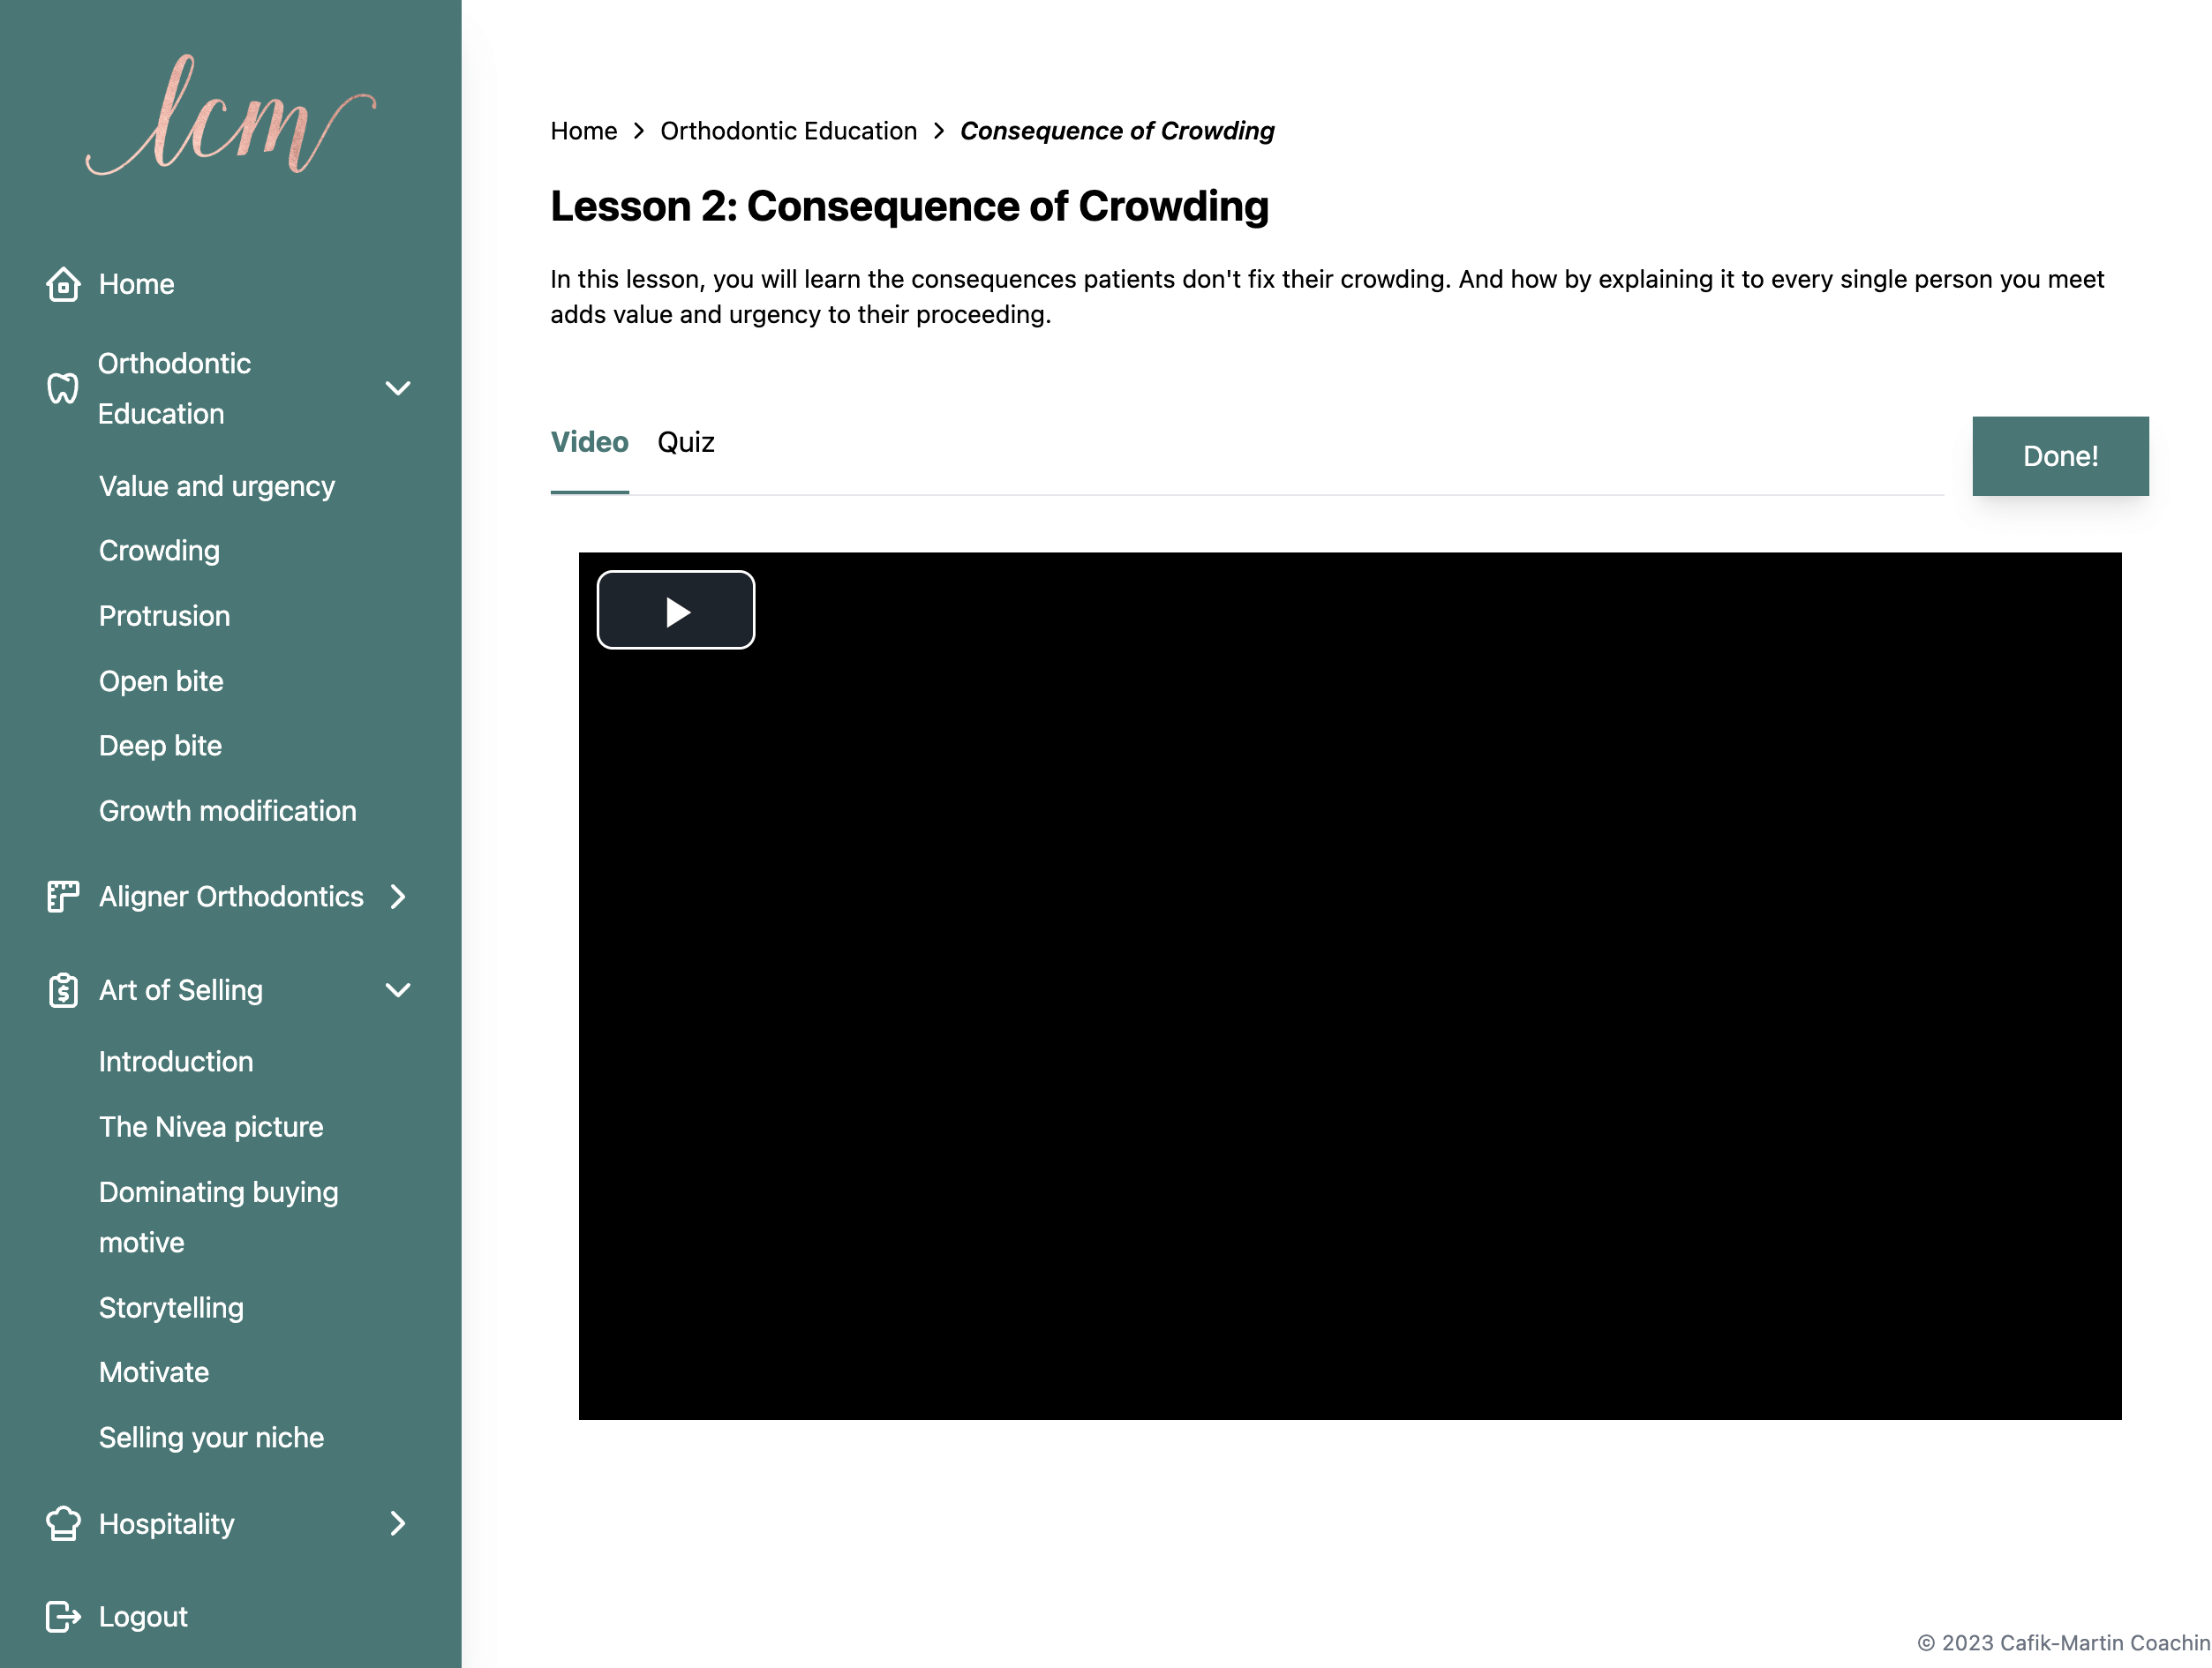 lcm
Home
Orthodontic
Education
Value and urgency
Crowding
Protrusion
Open bite
Deep bite
Growth modification
Aligner Orthodontics
Art of Selling
Introduction
The Nivea picture
Dominating buying
motive
Storytelling
Motivate
Selling your niche
Hospitality
Logout
Home > Orthodontic Education > Consequence of Crowding
Lesson 2: Consequence of Crowding
In this lesson, you will learn the consequences patients don't fix their crowding. And how by explaining it to every single person you meet
adds value and urgency to their proceeding.
Video Quiz
Done!
© 2023 Cafik-Martin Coachin